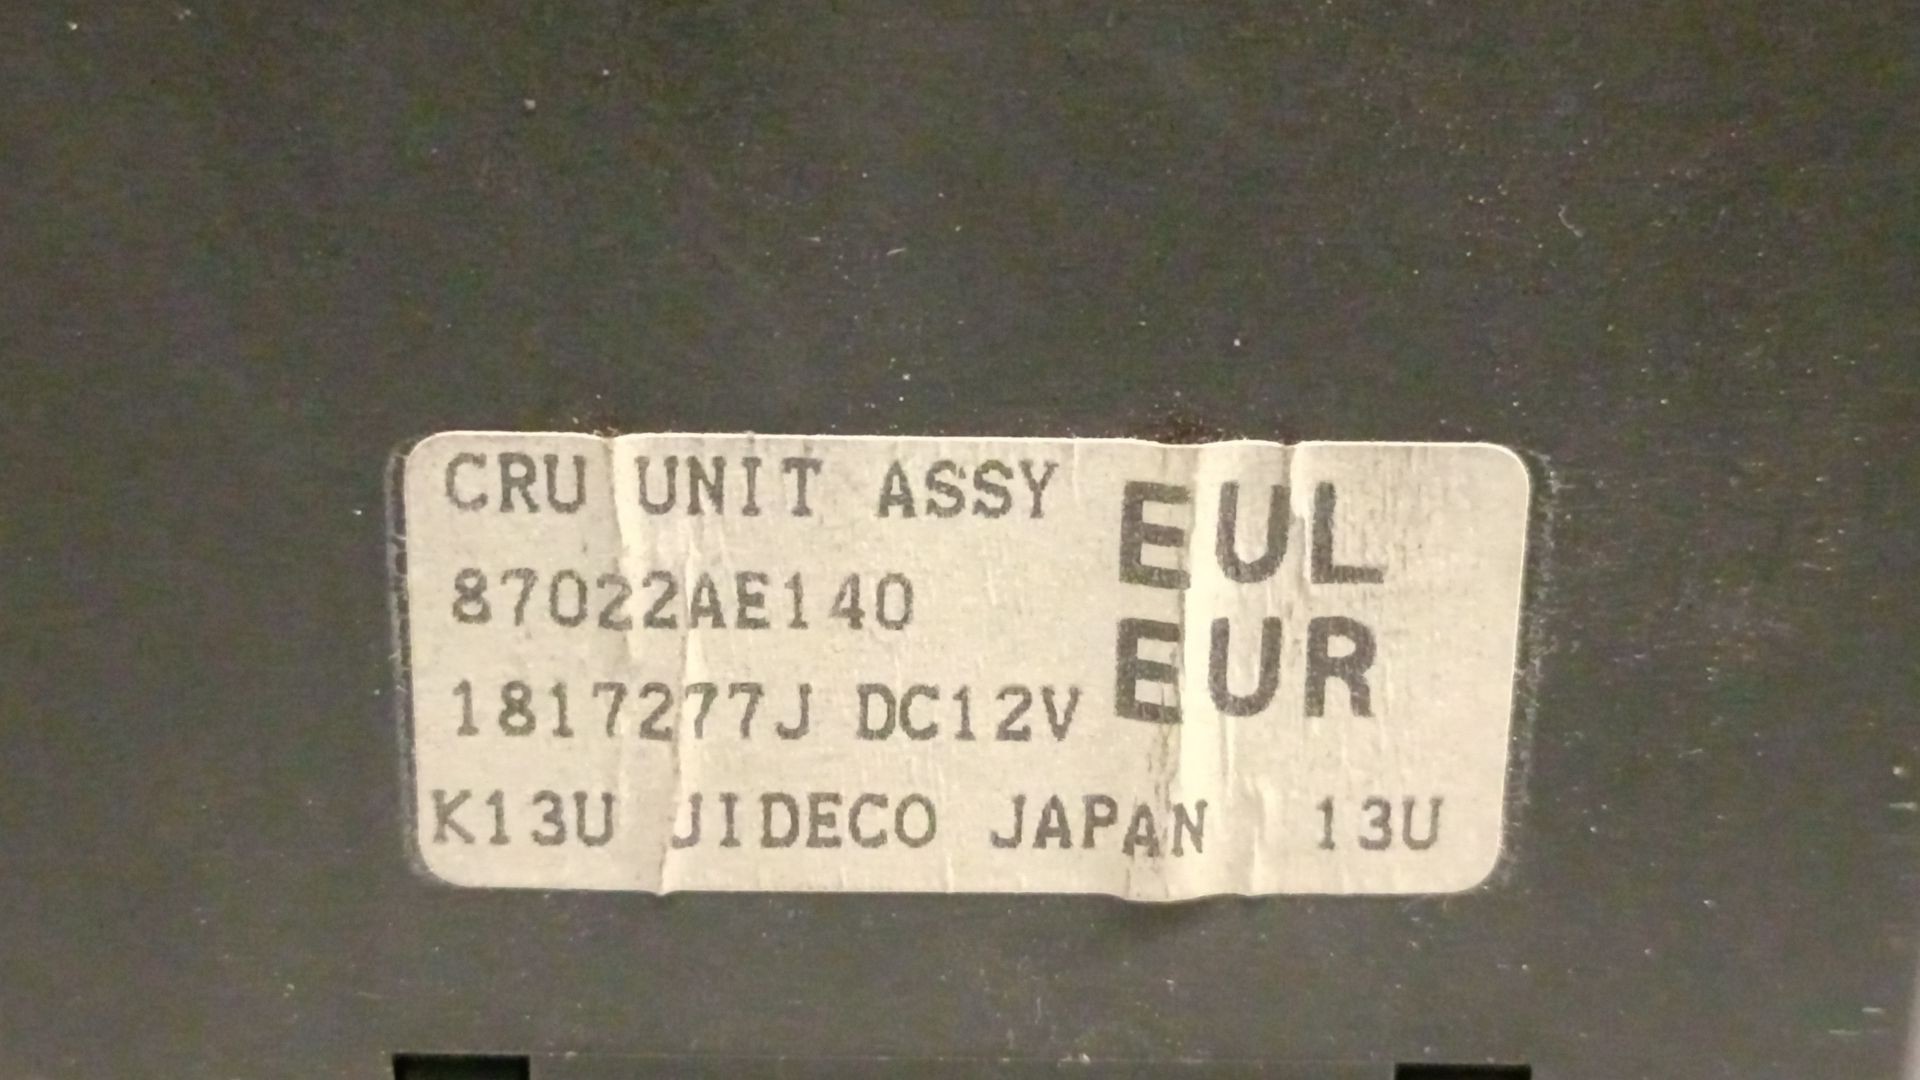 CRU UNIT ASSY
EUL
87022AE140
EUR
1817277J DC12V
K13U JIDECO JAPAN 13U